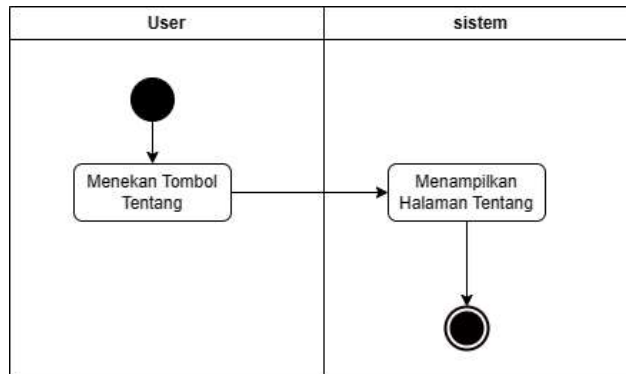 User
sistem
Menekan Tombol
Tentang
Menampilkan
Halaman Tentang